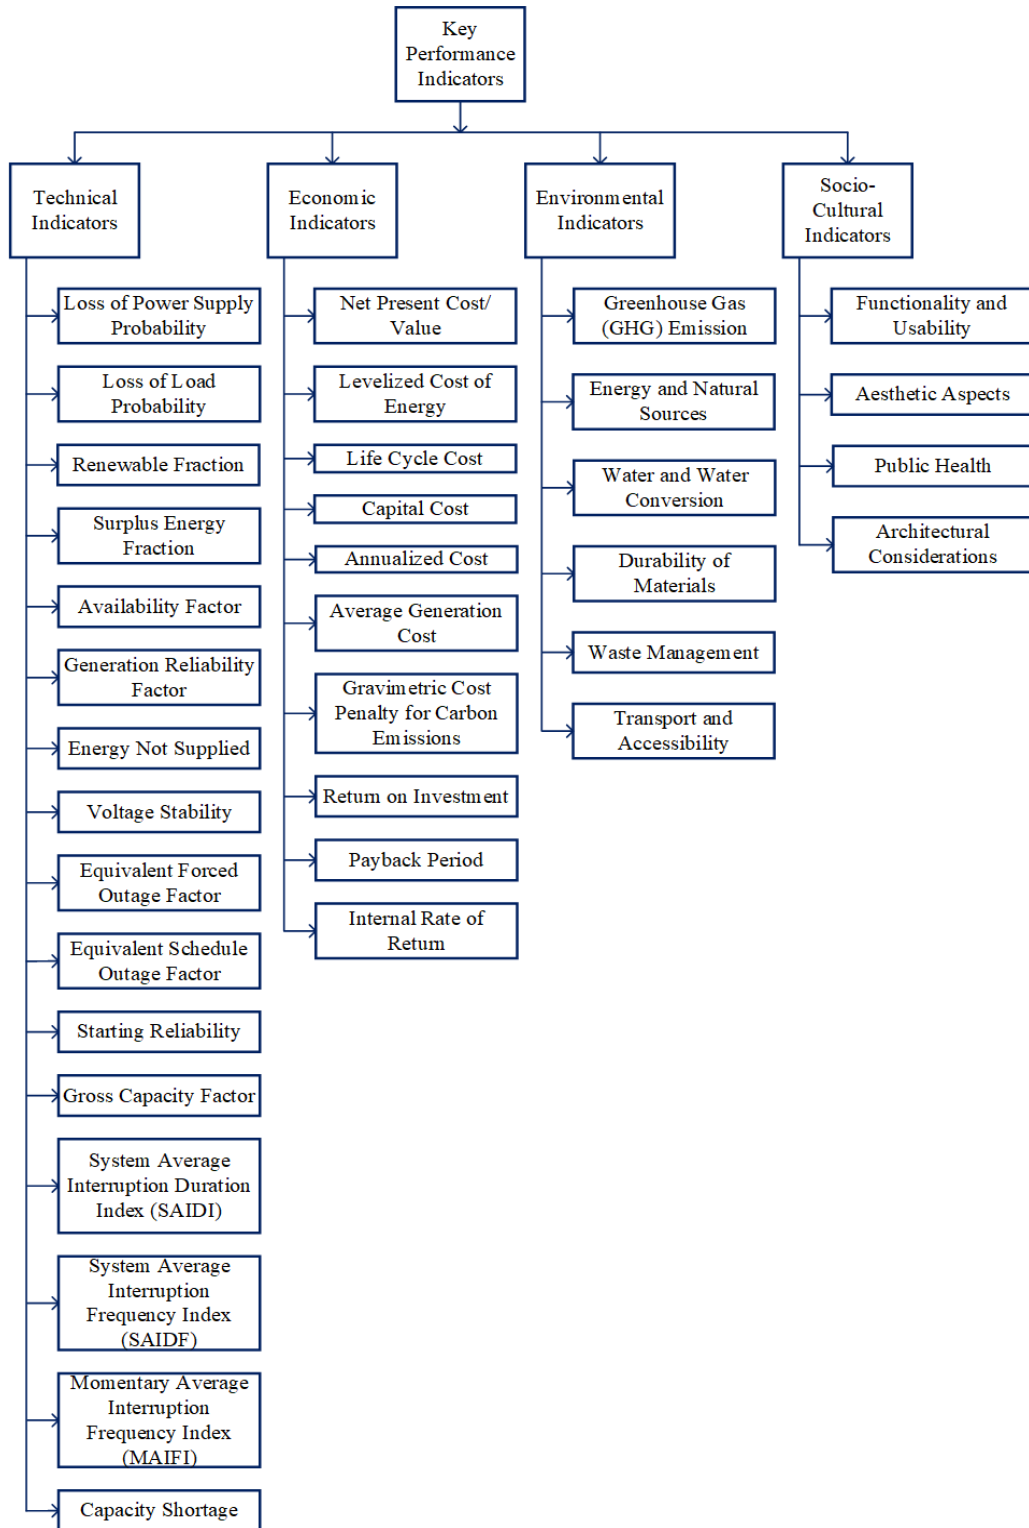 Key
Performance
Indicators
Technical
Indicators
Economic
Indicators
Environmental
Indicators
Socio-
Cultural
Indicators
Loss of Power Supply
Probability
Loss of Load
Probability
Renewable Fraction
Surplus Energy
Fraction
Availability Factor
Generation Reliability
Factor
Energy Not Supplied
Voltage Stability
Equivalent Forced
Outage Factor
Equivalent Schedule
Outage Factor
Starting Reliability
Gross Capacity Factor
System Average
Interruption Duration
Index (SAIDI)
System Average
Interruption
Frequency Index
(SAIDF)
Momentary Average
Interruption
Frequency Index
(MAIFI)
Capacity Shortage
Net Present Cost/
Value
Levelized Cost of
Energy
Life Cycle Cost
Capital Cost
Annualized Cost
Average Generation
Cost
Gravimetric Cost
Penalty for Carbon
Emissions
Return on Investment
Payback Period
Internal Rate of
Return
Greenhouse Gas
(GHG) Emission
Energy and Natural
Sources
Water and Water
Conversion
Durability of
Materials
Waste Management
Transport and
Accessibility
Functionality and
Usability
Aesthetic Aspects
Public Health
Architectural
Considerations